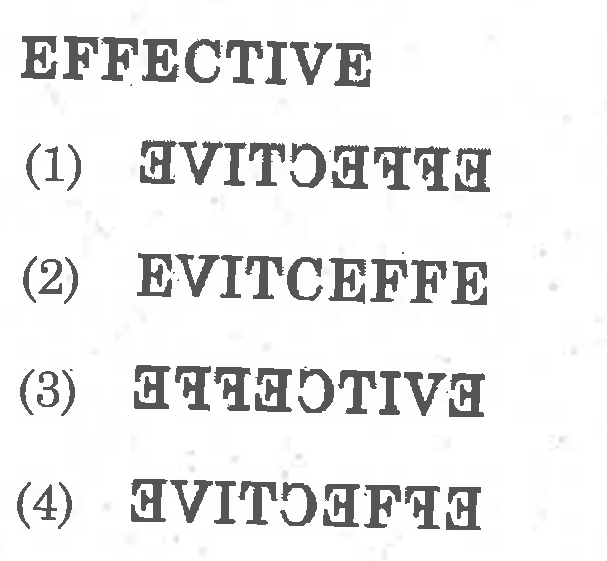 EFFECTIVE
(1) ƎVITƆƎꟻꟻƎ
(2) EVITCEFFE
(3) ƎꟻꟻƎƆTIVƎ
(4) ƎVITƆƎFꟻƎ